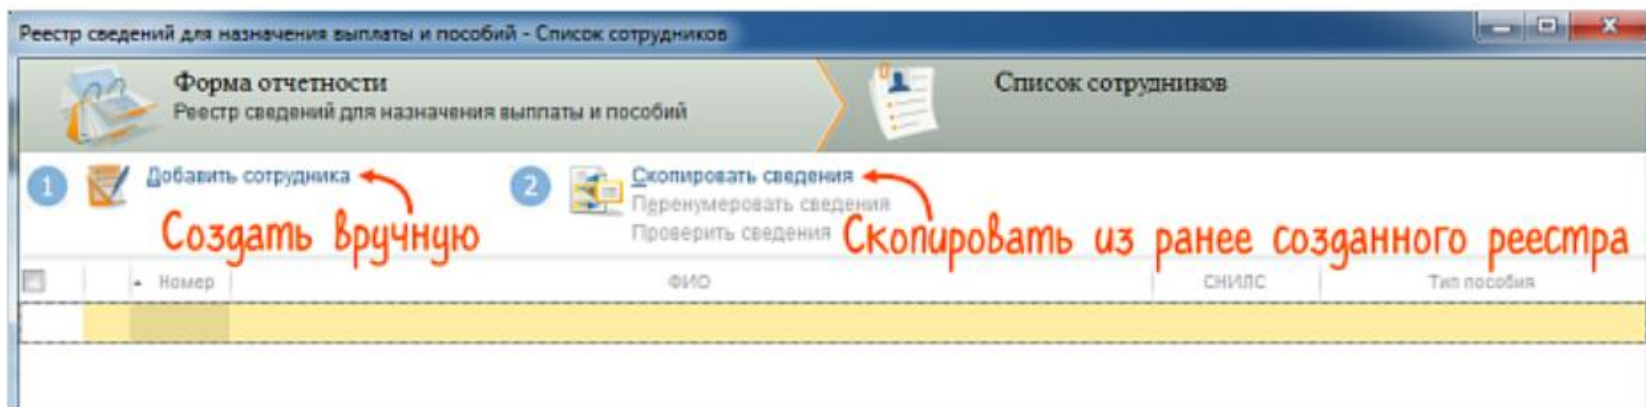 Реестр сведений для назначения выплаты и пособий - Список сотрудников
Форма отчетности
Реестр сведений для назначения выплаты и пособий
Список сотрудников
1 Добавить сотрудника
Создать вручную
2 Скопировать сведения
Перенумеровать сведения
Проверить сведения
Скопировать из ранее созданного реестра
Номер ФИО СНИЛС Тип пособия